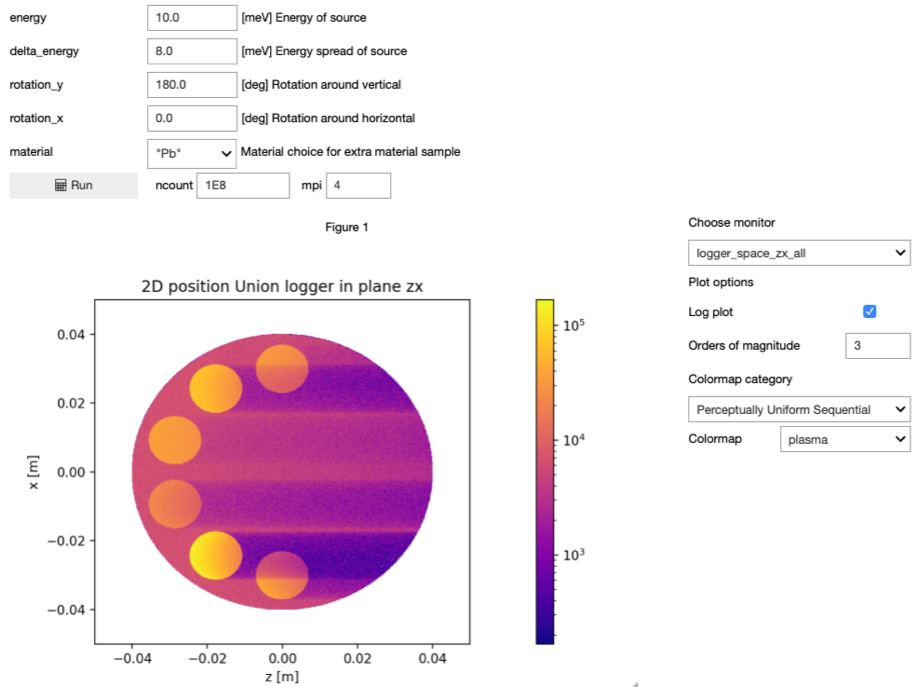 energy 10.0 [meV] Energy of source
delta_energy 8.0 [meV] Energy spread of source
rotation_y 180.0 [deg] Rotation around vertical
rotation_x 0.0 [deg] Rotation around horizontal
material "Pb" Material choice for extra material sample
Run ncount 1E8 mpi 4
Figure 1
Choose monitor
logger_space_zx_all
Plot options
Log plot
Orders of magnitude 3
Colormap category
Perceptually Uniform Sequential
Colormap plasma
2D position Union logger in plane zx
0.04
0.02
0.00
−0.02
−0.04
x [m]
−0.04 −0.02 0.00 0.02 0.04
z [m]
10⁵
10⁴
10³